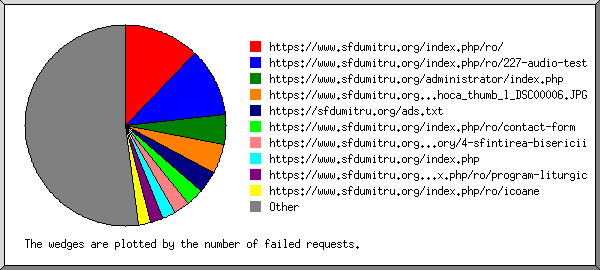 https://www.sfdumitru.org/index.php/ro/
https://www.sfdumitru.org/index.php/ro/227-audio-test
https://www.sfdumitru.org/administrator/index.php
https://www.sfdumitru.org...hoca_thumb_l_DSC00006.JPG
https://sfdumitru.org/ads.txt
https://www.sfdumitru.org/index.php/ro/contact-form
https://www.sfdumitru.org...ory/4-sfintirea-bisericii
https://www.sfdumitru.org/index.php
https://www.sfdumitru.org...x.php/ro/program-liturgic
https://www.sfdumitru.org/index.php/ro/icoane
Other
The wedges are plotted by the number of failed requests.